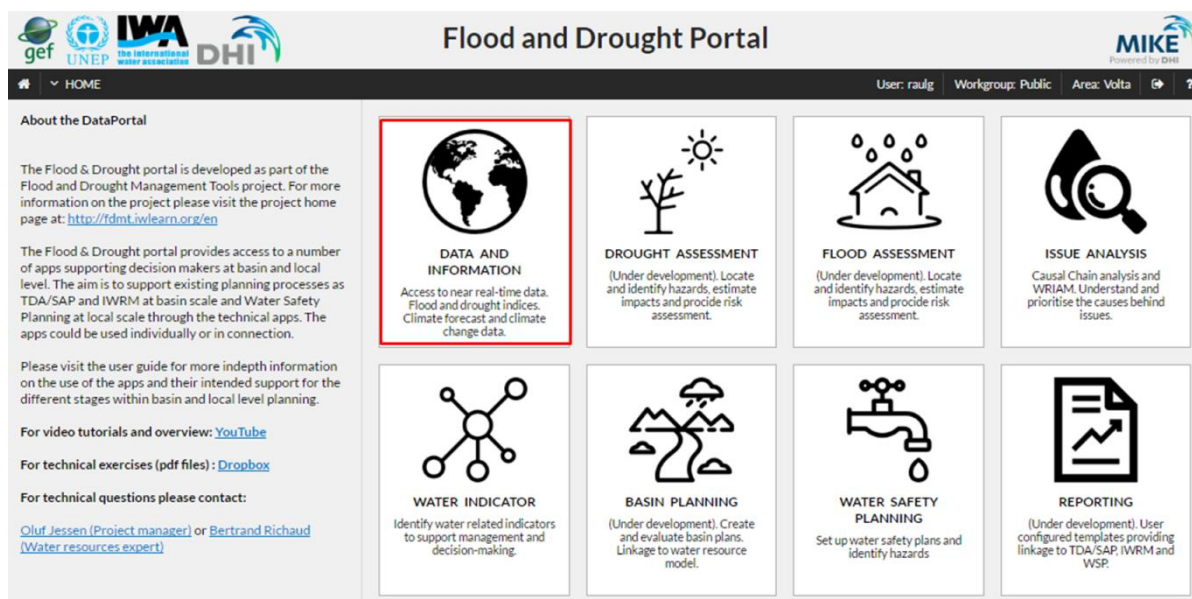 gef
UNEP
IWA
the international
water association
DHI
Flood and Drought Portal
MIKE
Powered by DHI
HOME
User: raulg
Workgroup: Public
Area: Volta
?
About the DataPortal
The Flood & Drought portal is developed as part of the
Flood and Drought Management Tools project. For more
information on the project please visit the project home
page at: http://fdmt.iwlearn.org/en
The Flood & Drought portal provides access to a number
of apps supporting decision makers at basin and local
level. The aim is to support existing planning processes as
TDA/SAP and IWRM at basin scale and Water Safety
Planning at local scale through the technical apps. The
apps could be used individually or in connection.
Please visit the user guide for more indepth information
on the use of the apps and their intended support for the
different stages within basin and local level planning.
For video tutorials and overview: YouTube
For technical exercises (pdf files) : Dropbox
For technical questions please contact:
Oluf Jessen (Project manager) or Bertrand Richaud
(Water resources expert)
DATA AND
INFORMATION
Access to near real-time data.
Flood and drought indices.
Climate forecast and climate
change data.
DROUGHT ASSESSMENT
(Under development). Locate
and identify hazards, estimate
impacts and procide risk
assessment.
FLOOD ASSESSMENT
(Under development). Locate
and identify hazards, estimate
impacts and procide risk
assessment.
ISSUE ANALYSIS
Causal Chain analysis and
WRIAM. Understand and
prioritise the causes behind
issues.
WATER INDICATOR
Identify water related indicators
to support management and
decision-making.
BASIN PLANNING
(Under development). Create
and evaluate basin plans.
Linkage to water resource
model.
WATER SAFETY
PLANNING
Set up water safety plans and
identify hazards
REPORTING
(Under development). User
configured templates providing
linkage to TDA/SAP, IWRM and
WSP.